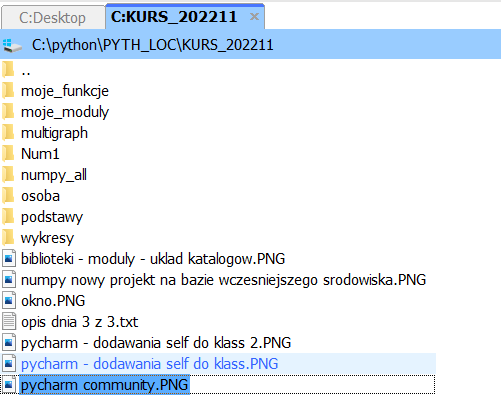 C:Desktop C:KURS_202211
C:\python\PYTH_LOC\KURS_202211
..
moje_funkcje
moje_moduly
multigraph
Num1
numpy_all
osoba
podstawy
wykresy
biblioteki - moduly - uklad katalogow.PNG
numpy nowy projekt na bazie wczesniejszego srodowiska.PNG
okno.PNG
opis dnia 3 z 3.txt
pycharm - dodawania self do klass 2.PNG
pycharm - dodawania self do klass.PNG
pycharm community.PNG